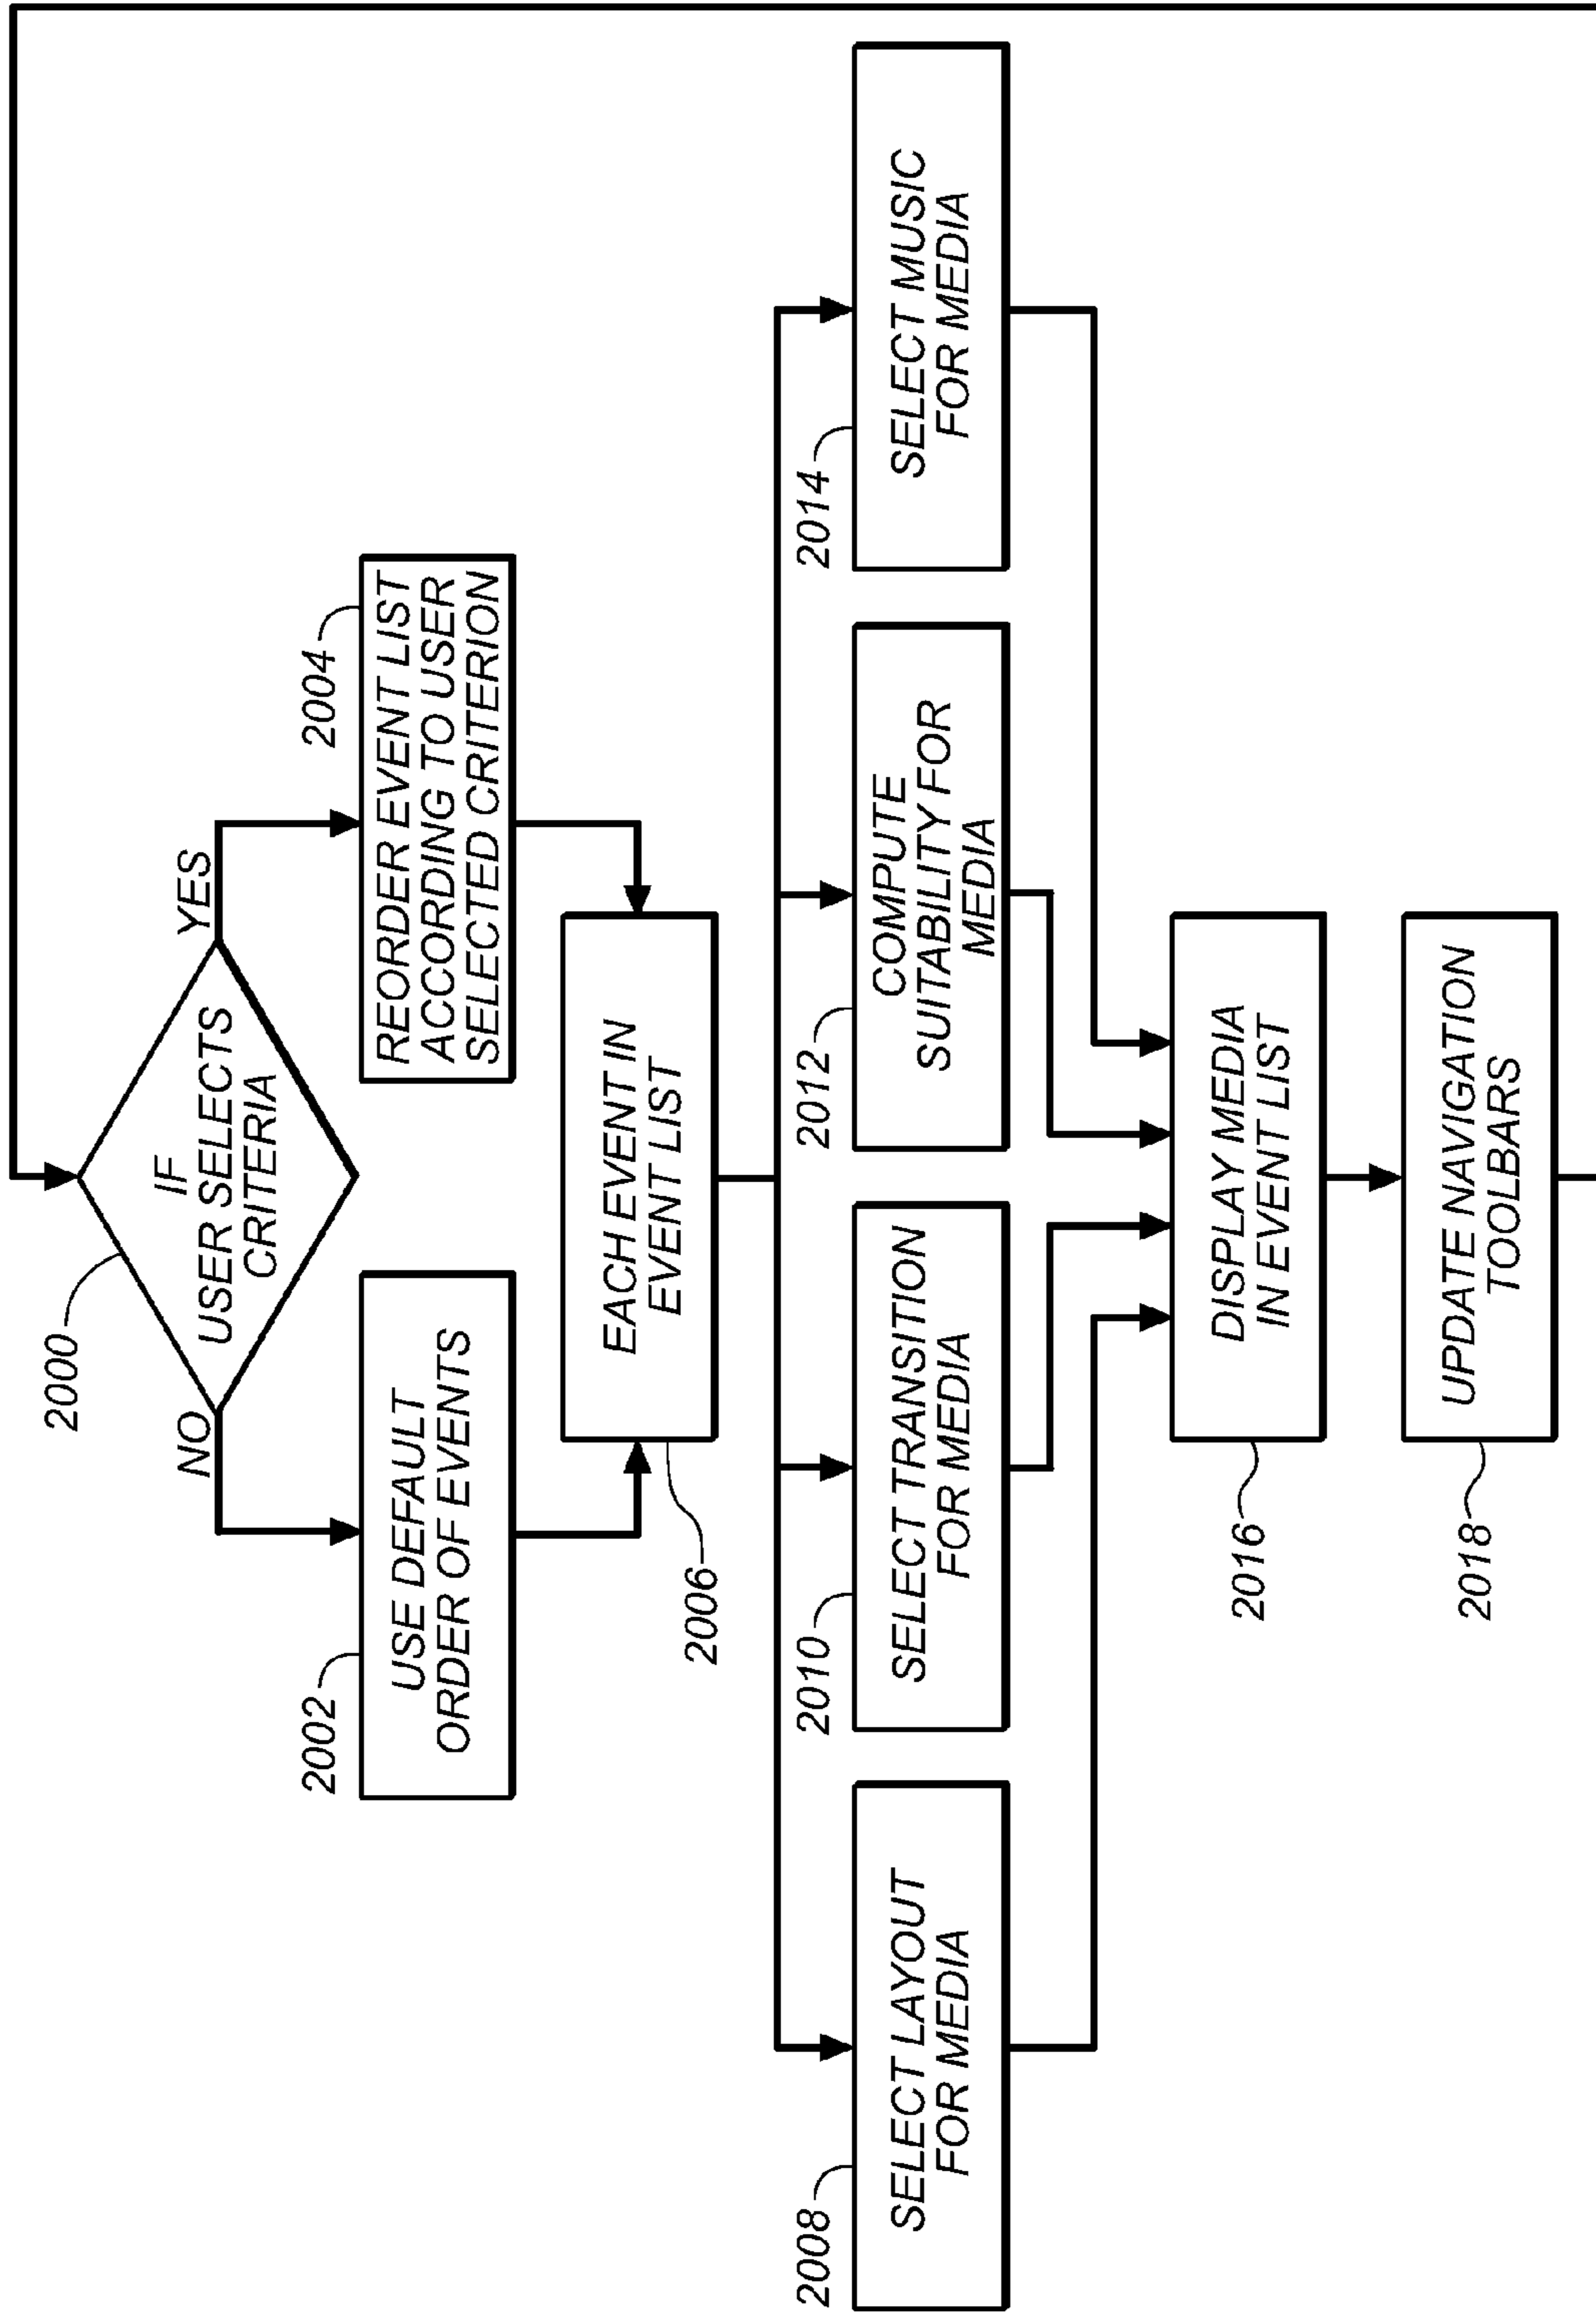 2000
IF
USER SELECTS
CRITERIA
NO
YES
2002
USE DEFAULT
ORDER OF EVENTS
2004
REORDER EVENT LIST
ACCORDING TO USER
SELECTED CRITERION
2006
EACH EVENT IN
EVENT LIST
2008
SELECT LAYOUT
FOR MEDIA
2010
SELECT TRANSITION
FOR MEDIA
2012
COMPUTE
SUITABILITY FOR
MEDIA
2014
SELECT MUSIC
FOR MEDIA
2016
DISPLAY MEDIA
IN EVENT LIST
2018
UPDATE NAVIGATION
TOOLBARS